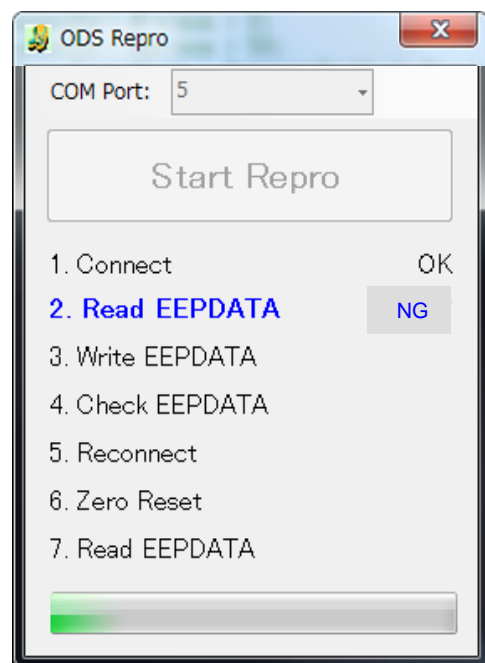 ODS Repro
COM Port: 5
Start Repro
1. Connect OK
2. Read EEPDATA NG
3. Write EEPDATA
4. Check EEPDATA
5. Reconnect
6. Zero Reset
7. Read EEPDATA